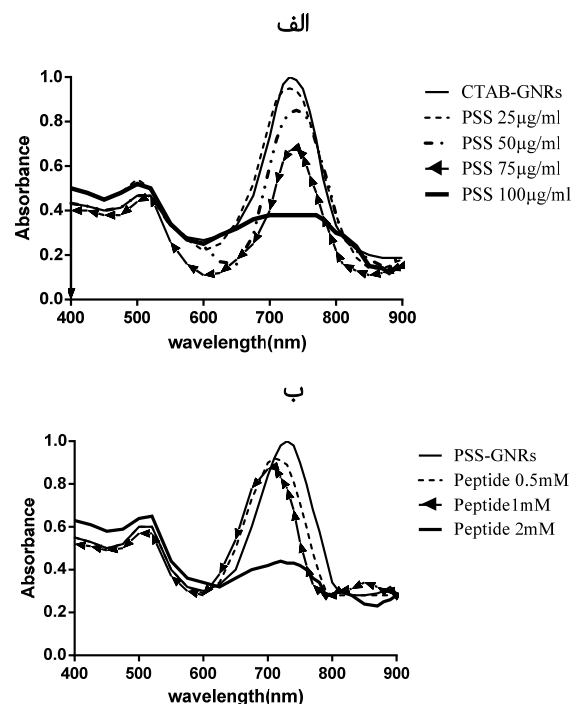 الف
Absorbance
1.0
0.8
0.6
0.4
0.2
0.0
400 500 600 700 800 900
wavelength(nm)
CTAB-GNRs
PSS 25µg/ml
PSS 50µg/ml
PSS 75µg/ml
PSS 100µg/ml
ب
Absorbance
1.0
0.8
0.6
0.4
0.2
0.0
400 500 600 700 800 900
wavelength(nm)
PSS-GNRs
Peptide 0.5mM
Peptide1mM
Peptide 2mM